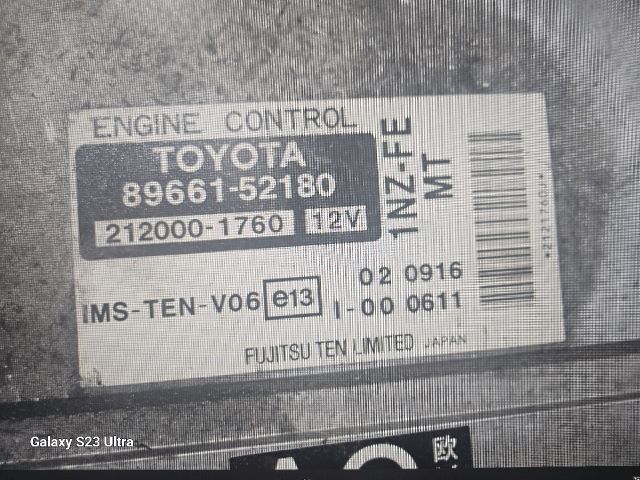 ENGINE CONTROL
TOYOTA
89661-52180
212000-1760 12V
1NZ-FE
MT
IMS-TEN-V06 e13
02 0916
I-00 0611
FUJITSU TEN LIMITED JAPAN
*2121760J*
欧
Galaxy S23 Ultra